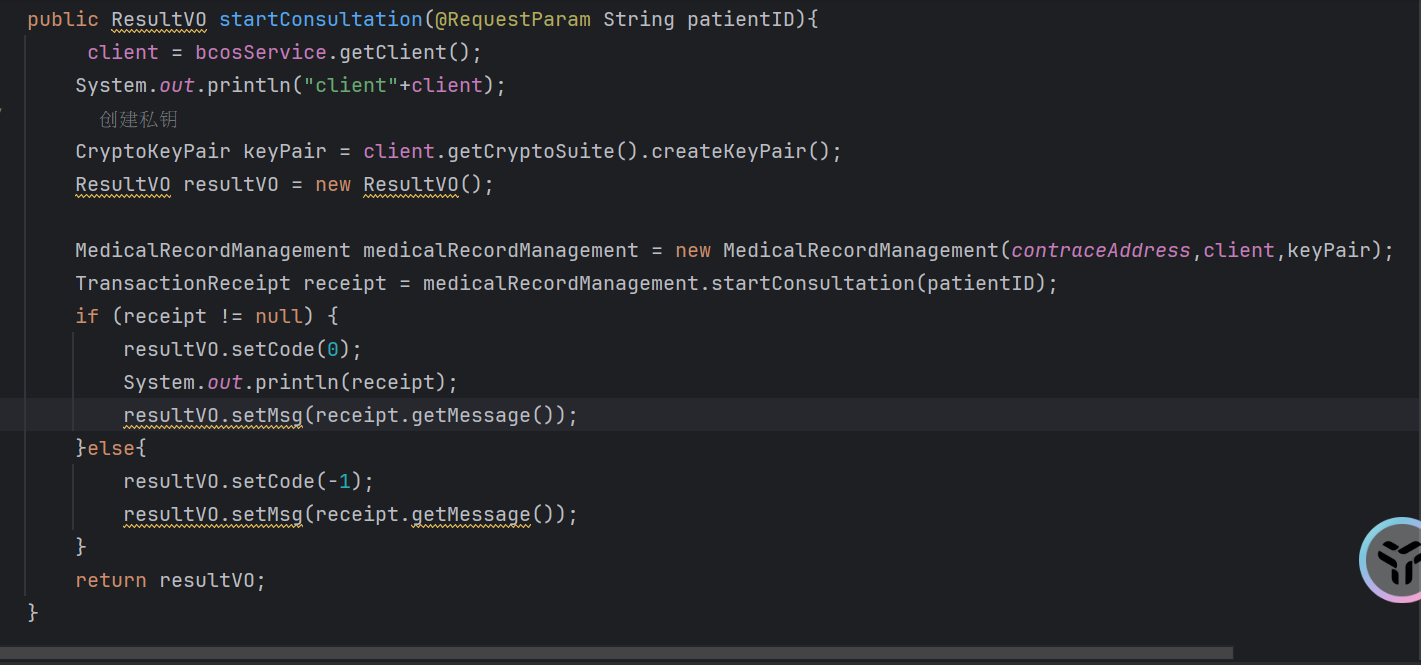 public ResultVO startConsultation(@RequestParam String patientID){
client = bcosService.getClient();
System.out.println("client"+client);
创建私钥
CryptoKeyPair keyPair = client.getCryptoSuite().createKeyPair();
ResultVO resultVO = new ResultVO();
MedicalRecordManagement medicalRecordManagement = new MedicalRecordManagement(contraceAddress,client,keyPair);
TransactionReceipt receipt = medicalRecordManagement.startConsultation(patientID);
if (receipt != null) {
resultVO.setCode(0);
System.out.println(receipt);
resultVO.setMsg(receipt.getMessage());
}else{
resultVO.setCode(-1);
resultVO.setMsg(receipt.getMessage());
}
return resultVO;
}